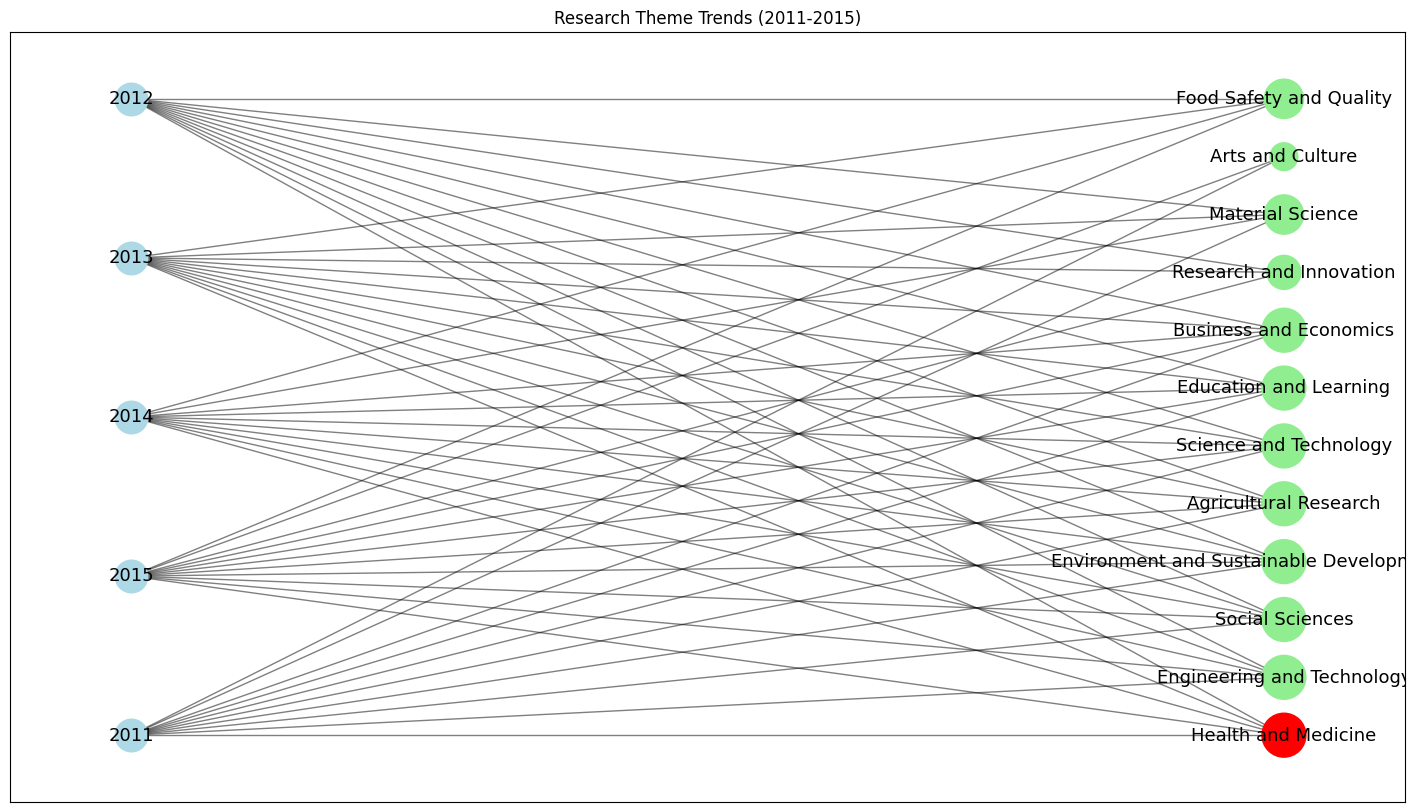 Research Theme Trends (2011-2015)
2012
2013
2014
2015
2011
Food Safety and Quality
Arts and Culture
Material Science
Research and Innovation
Business and Economics
Education and Learning
Science and Technology
Agricultural Research
Environment and Sustainable Developm
Social Sciences
Engineering and Technology
Health and Medicine